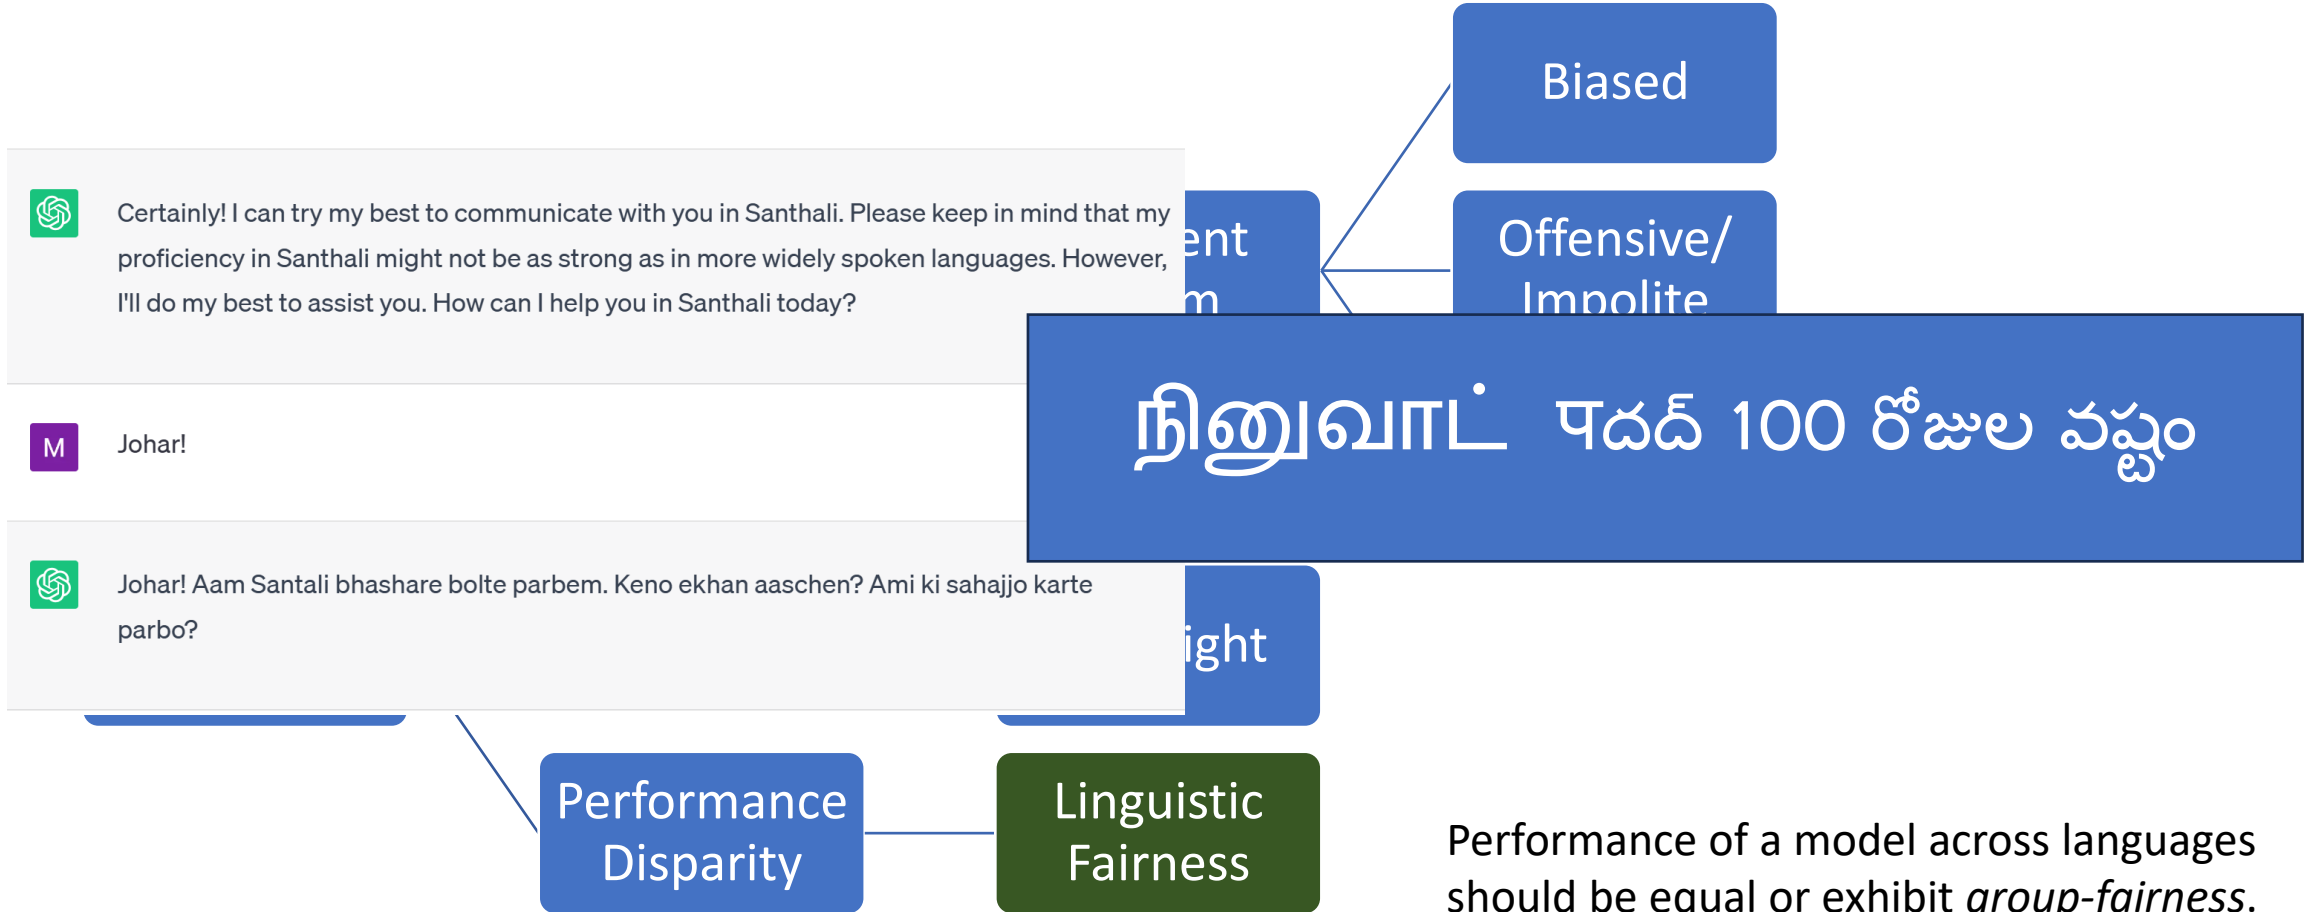 Biased
Certainly! I can try my best to communicate with you in Santhali. Please keep in mind that my
proficiency in Santhali might not be as strong as in more widely spoken languages. However,
I'll do my best to assist you. How can I help you in Santhali today?
ent
m
Offensive/
Impolite
நினுவாட் पదద్ 100 రోజుల వష్టం
M
Johar!
Johar! Aam Santali bhashare bolte parbem. Keno ekhan aaschen? Ami ki sahajjo karte
parbo?
ight
Performance
Disparity
Linguistic
Fairness
Performance of a model across languages
should be equal or exhibit group-fairness.